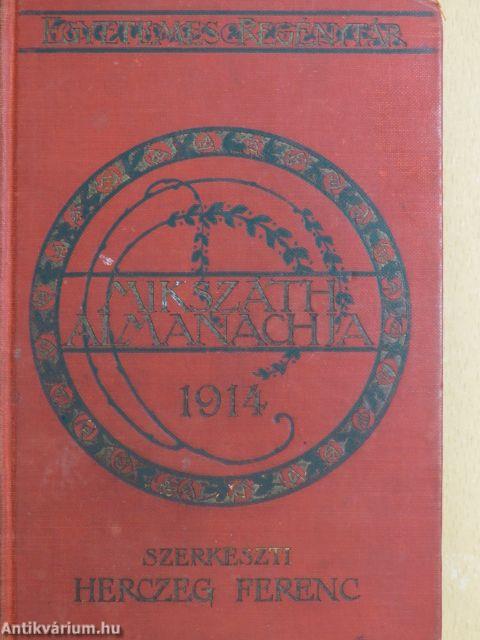 EGYETEMES REGÉNYTÁR
MIKSZÁTH
ALMANACHJA
1914
SZERKESZTI
HERCZEG FERENC
Antikvárium.hu